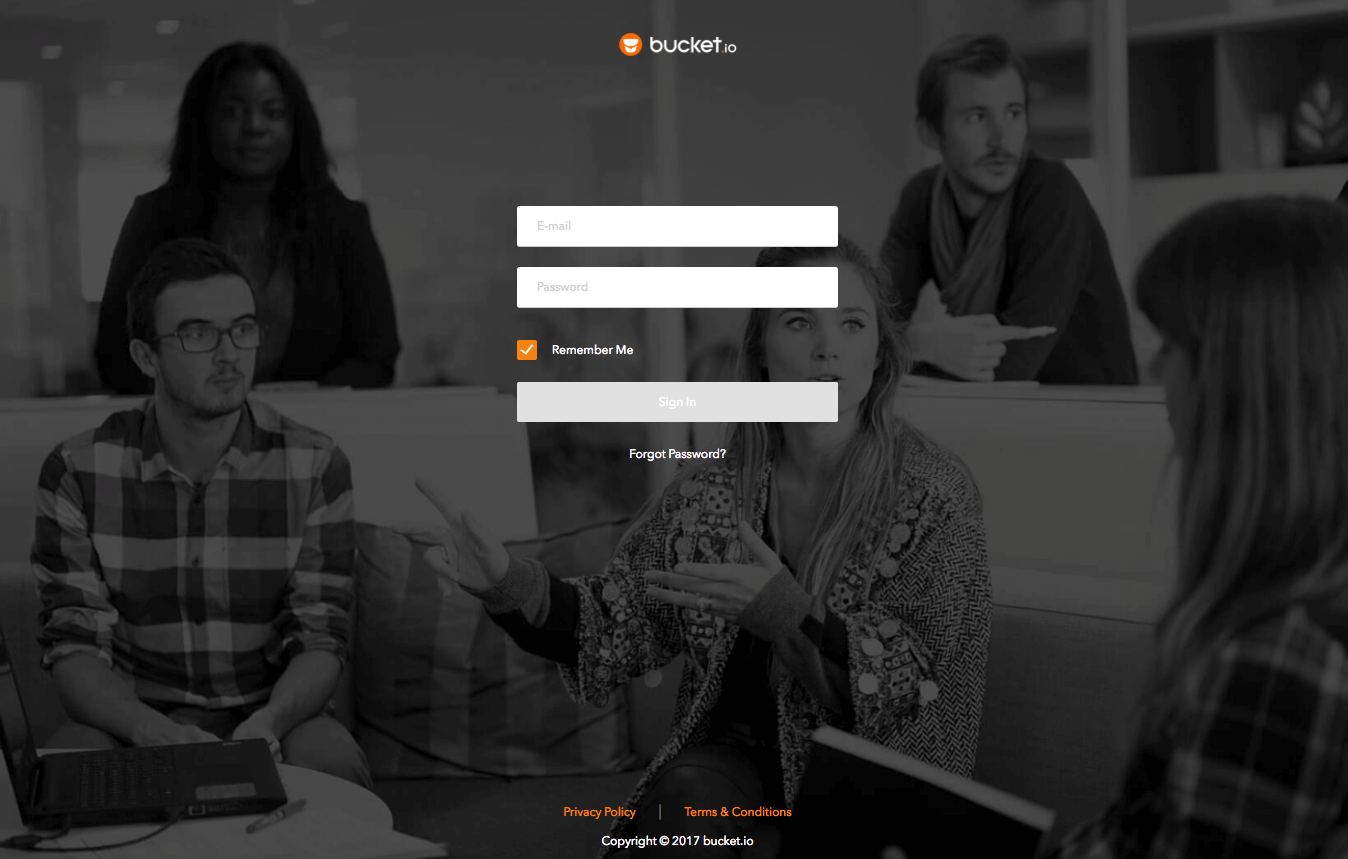 bucket.io
E-mail
Password
Remember Me
Sign In
Forgot Password?
Privacy Policy | Terms & Conditions
Copyright © 2017 bucket.io